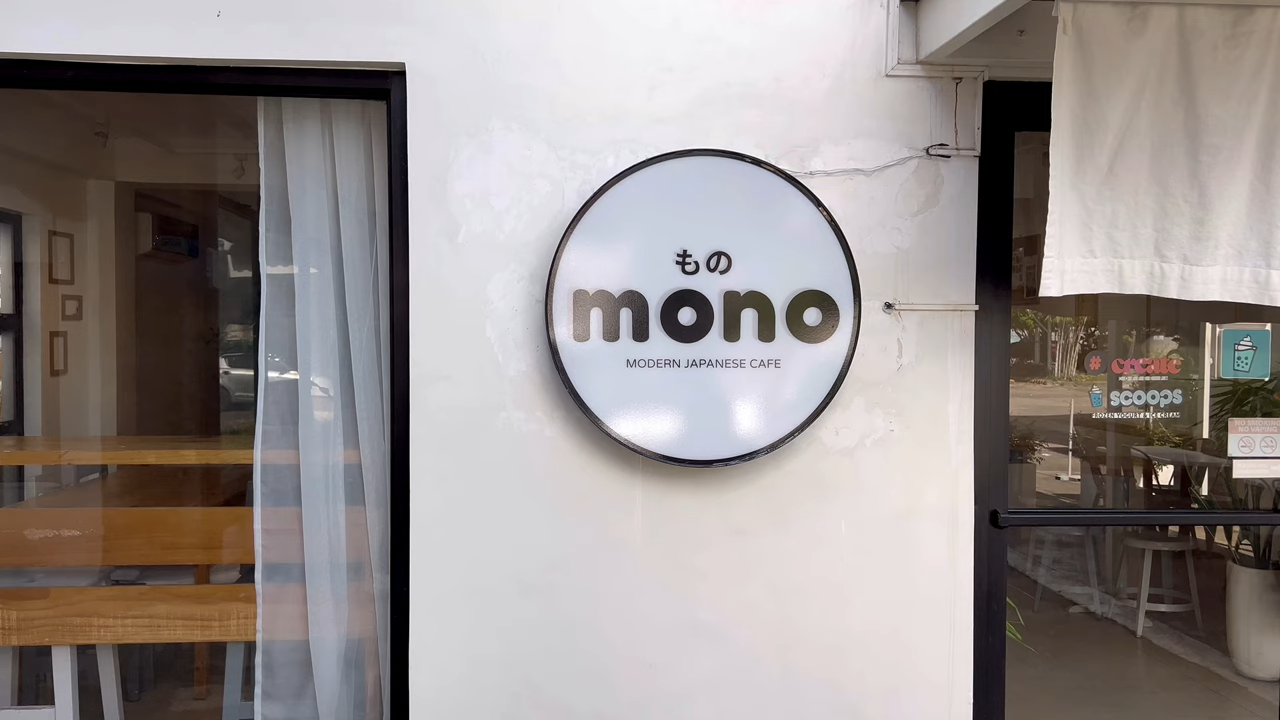 もの
mono
MODERN JAPANESE CAFE
# create
scoops
FROZEN YOGURT & ICE CREAM
NO SMOKING
NO VAPING